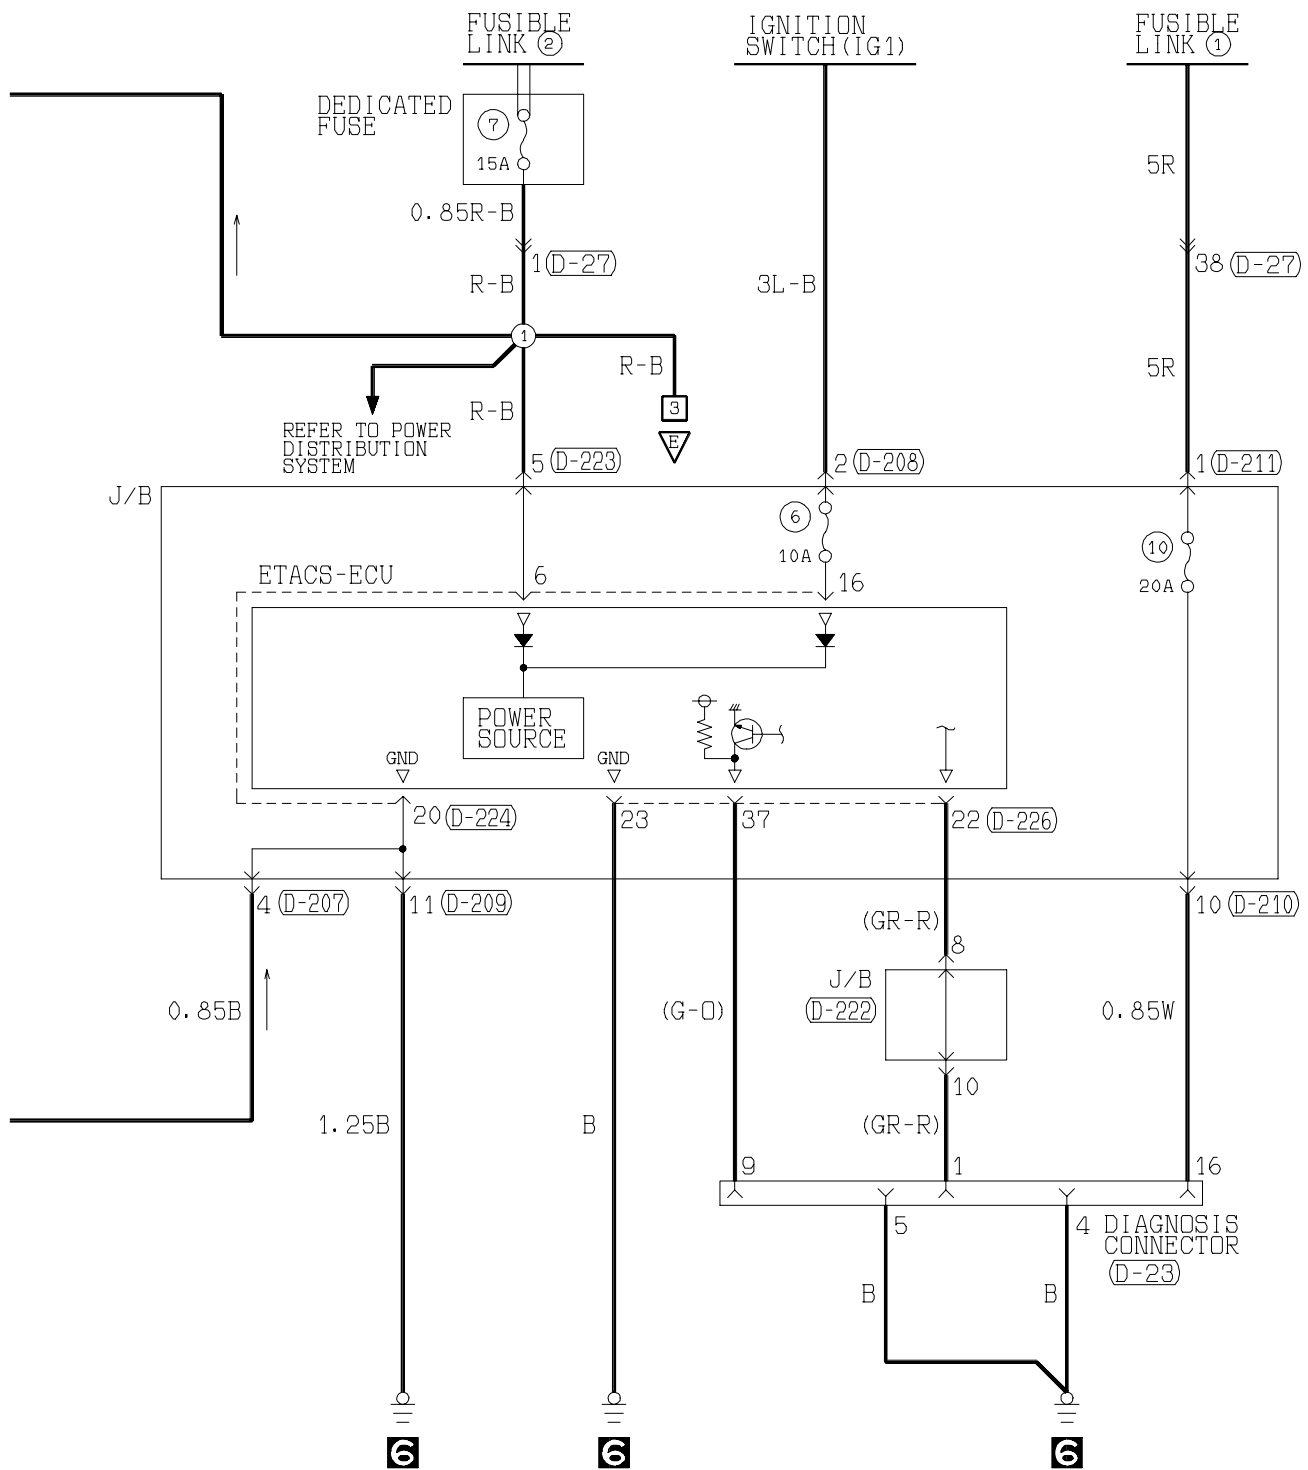 FUSIBLE
LINK ②
IGNITION
SWITCH(IG1)
FUSIBLE
LINK ①
DEDICATED
FUSE
7
15A
5R
0.85R-B
1 (D-27)
38 (D-27)
R-B
3L-B
1
R-B
5R
3
R-B
E
REFER TO POWER
DISTRIBUTION
SYSTEM
5 (D-223)
2 (D-208)
1 (D-211)
J/B
6
10A
10
20A
ETACS-ECU
6
16
POWER
SOURCE
GND
GND
20 (D-224)
23
37
22 (D-226)
4 (D-207)
11 (D-209)
10 (D-210)
(GR-R)
8
J/B
(D-222)
0.85B
(G-O)
0.85W
10
1.25B
B
(GR-R)
9
1
16
5
4
DIAGNOSIS
CONNECTOR
(D-23)
B
B
6
6
6